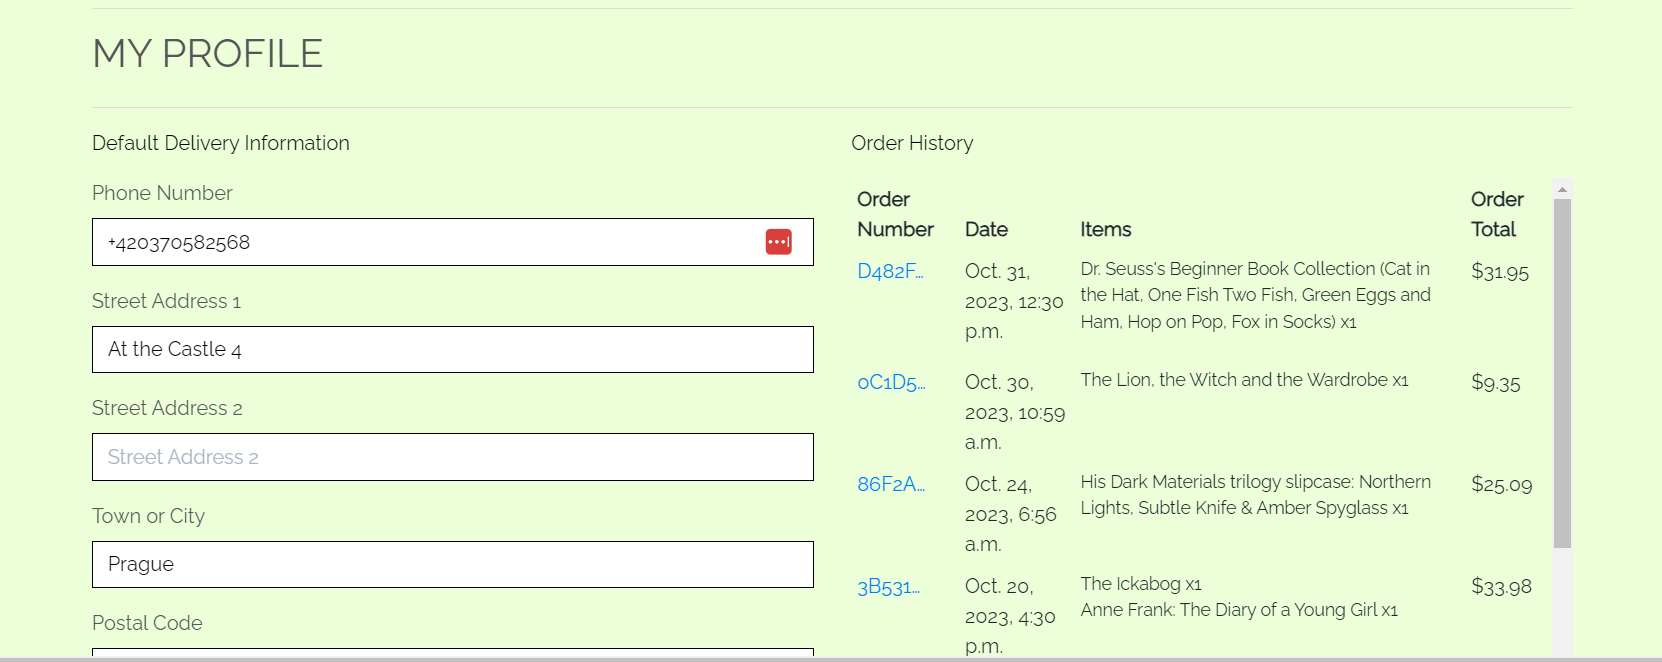 MY PROFILE
Default Delivery Information
Phone Number
+420370582568
Street Address 1
At the Castle 4
Street Address 2
Street Address 2
Town or City
Prague
Postal Code
Order History
Order
Number
Date
Items
Order
Total
D482F...
Oct. 31,
2023, 12:30
p.m.
Dr. Seuss's Beginner Book Collection (Cat in
the Hat, One Fish Two Fish, Green Eggs and
Ham, Hop on Pop, Fox in Socks) x1
$31.95
0C1D5...
Oct. 30,
2023, 10:59
a.m.
The Lion, the Witch and the Wardrobe x1
$9.35
86F2A...
Oct. 24,
2023, 6:56
a.m.
His Dark Materials trilogy slipcase: Northern
Lights, Subtle Knife & Amber Spyglass x1
$25.09
3B531...
Oct. 20,
2023, 4:30
p.m.
The Ickabog x1
Anne Frank: The Diary of a Young Girl x1
$33.98